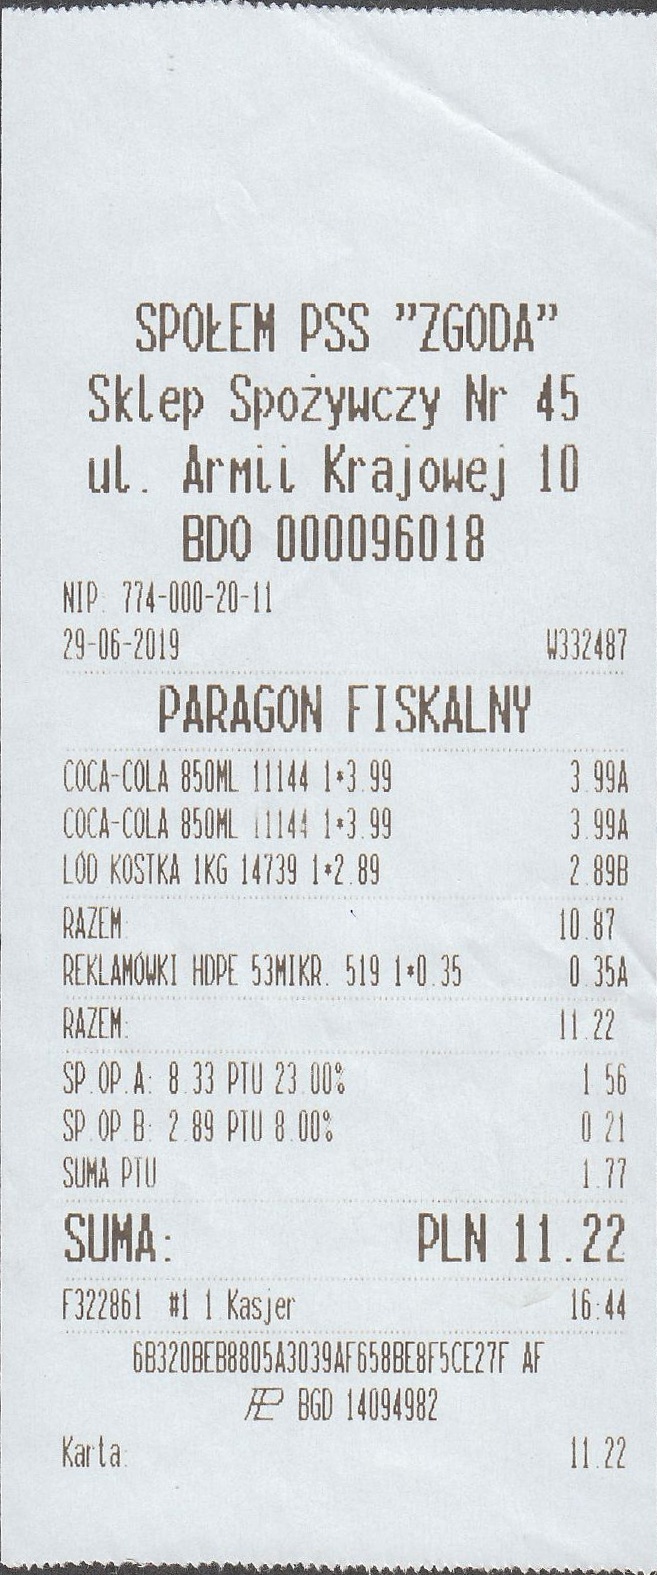 SPOŁEM PSS "ZGODA"
Sklep Spożywczy Nr 45
ul. Armii Krajowej 10
BDO 000096018
NIP: 774-000-20-11
29-06-2019 W332487
PARAGON FISKALNY
COCA-COLA 850ML 11144 1*3.99 3.99A
COCA-COLA 850ML 11144 1*3.99 3.99A
LÓD KOSTKA 1KG 14739 1*2.89 2.89B
RAZEM: 10.87
REKLAMÓWKI HDPE 53MIKR. 519 1*0.35 0.35A
RAZEM: 11.22
SP.OP.A: 8.33 PTU 23.00% 1.56
SP.OP.B: 2.89 PTU 8.00% 0.21
SUMA PTU 1.77
SUMA: PLN 11.22
F322861 #1 1 Kasjer 16:44
6B320BEB8805A3039AF658BE8F5CE27F AF
BGD 14094982
Karta: 11.22